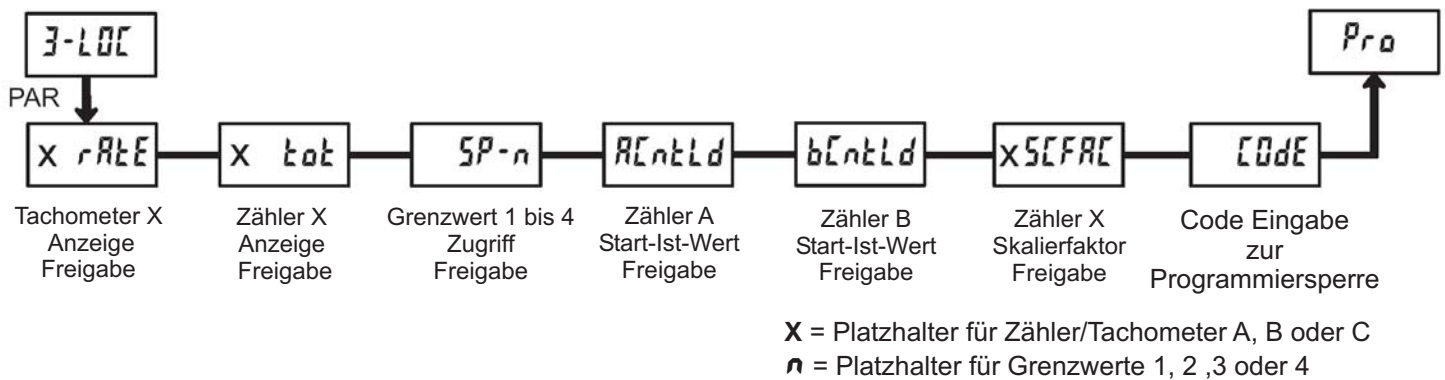 3-LOC
Pro
PAR
X rAtE
X tot
SP-n
ACntLd
bCntLd
XSCFAC
COdE
Tachometer X
Anzeige
Freigabe
Zähler X
Anzeige
Freigabe
Grenzwert 1 bis 4
Zugriff
Freigabe
Zähler A
Start-Ist-Wert
Freigabe
Zähler B
Start-Ist-Wert
Freigabe
Zähler X
Skalierfaktor
Freigabe
Code Eingabe
zur
Programmiersperre
X = Platzhalter für Zähler/Tachometer A, B oder C
n = Platzhalter für Grenzwerte 1, 2 ,3 oder 4